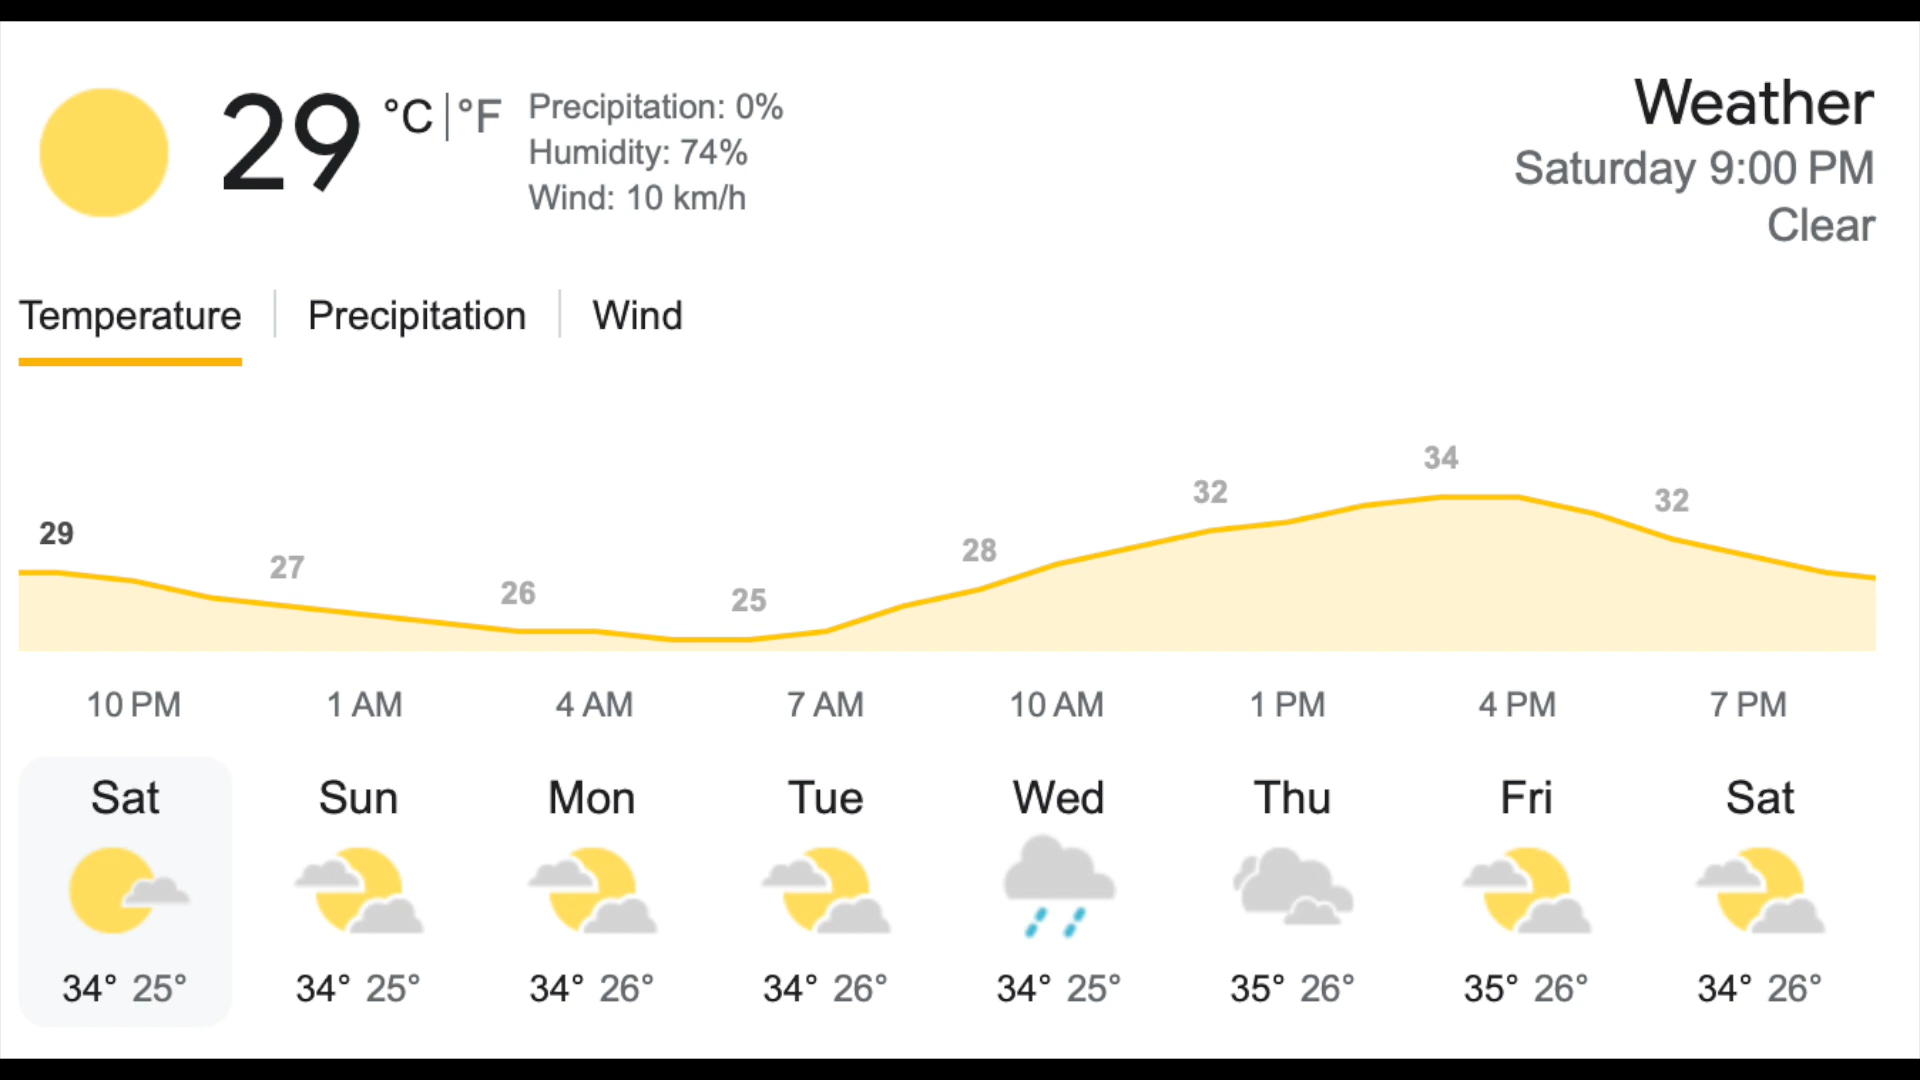 29 °C | °F
Precipitation: 0%
Humidity: 74%
Wind: 10 km/h
Weather
Saturday 9:00 PM
Clear
Temperature Precipitation Wind
29 27 26 25 28 32 34 32
10 PM 1 AM 4 AM 7 AM 10 AM 1 PM 4 PM 7 PM
Sat Sun Mon Tue Wed Thu Fri Sat
34° 25° 34° 25° 34° 26° 34° 26° 34° 25° 35° 26° 35° 26° 34° 26°